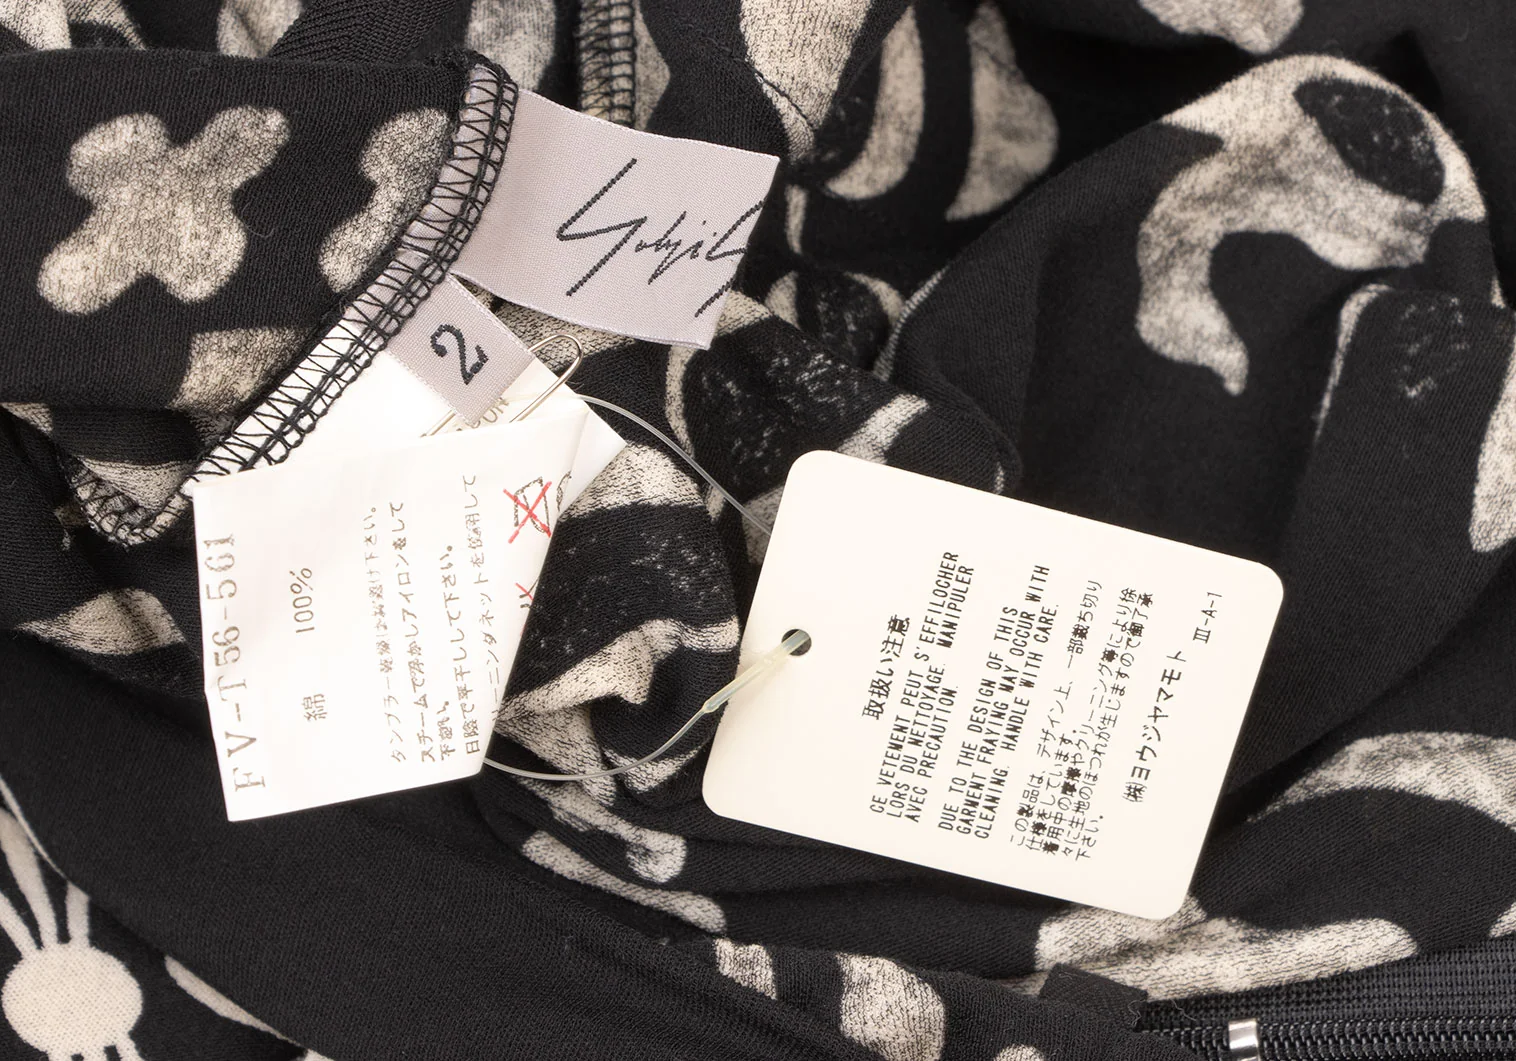 Yohji Y
2
FV-T56-561
綿 100%
タンブラー乾燥はお避け下さい。
スチームで浮かしアイロンをして
下さい。
日陰で平干しして下さい。
ーニングネットを使用して
取扱い注意
CE VETEMENT PEUT S'EFFILOCHER
LORS DU NETTOYAGE. MANIPULER
AVEC PRECAUTION.
DUE TO THE DESIGN OF THIS
GARMENT FRAYING MAY OCCUR WITH
CLEANING. HANDLE WITH CARE.
この製品は、デザイン上、一部裁ち切り
仕様をしています。
着用中の摩擦やクリーニング等により徐
々に生地のほつれが生じますので御了承
下さい。
(株)ヨウジヤマモト III-A-1